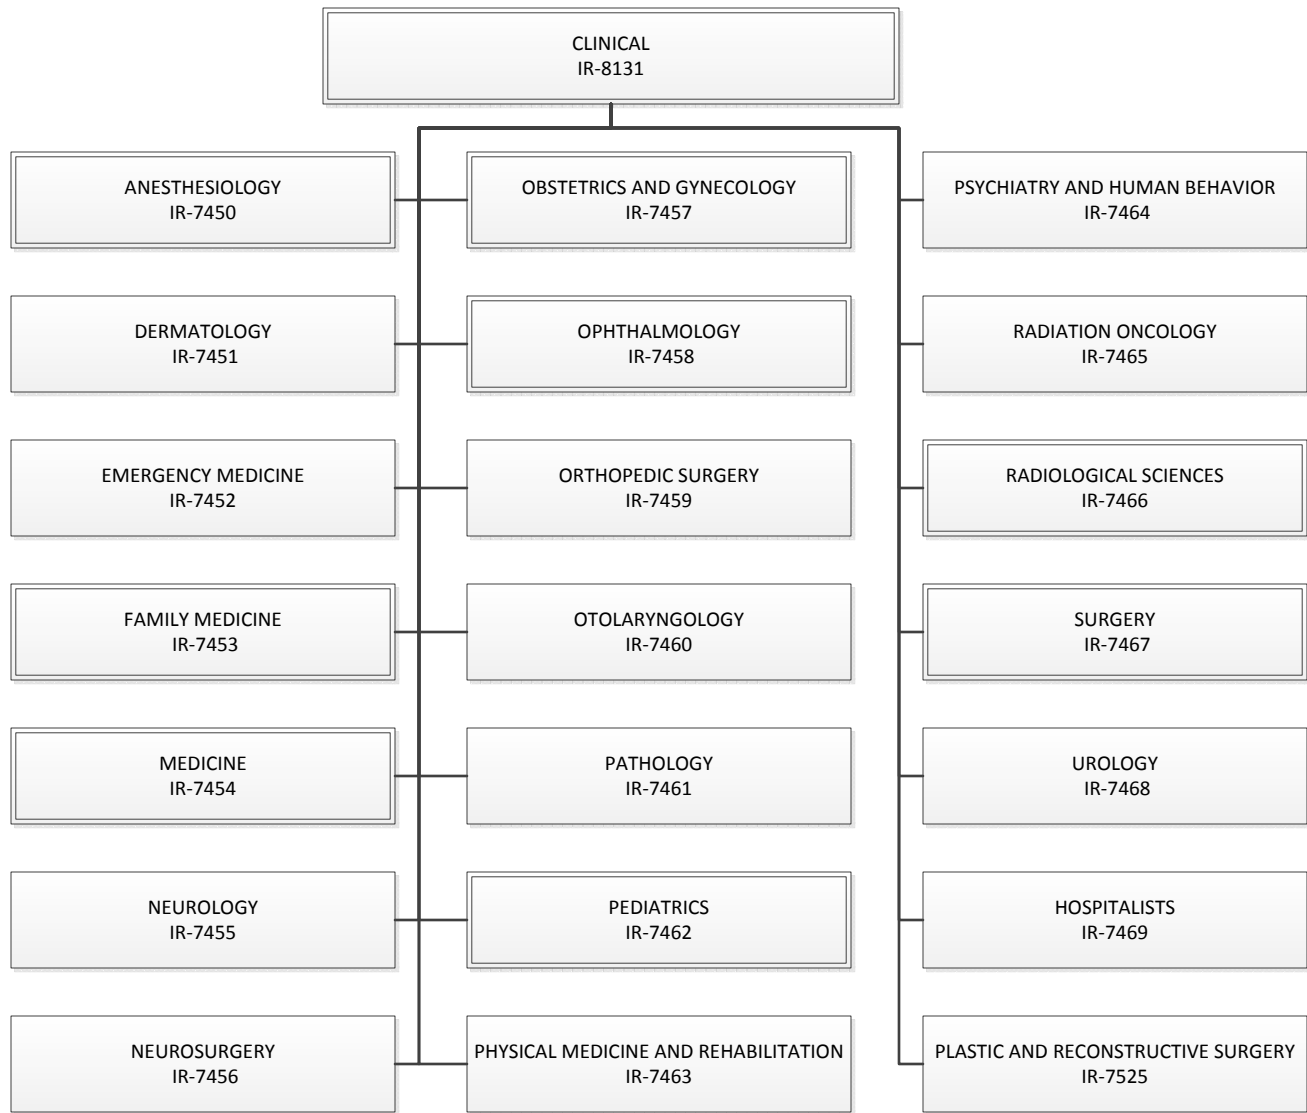 CLINICAL
IR-8131
ANESTHESIOLOGY
IR-7450
OBSTETRICS AND GYNECOLOGY
IR-7457
PSYCHIATRY AND HUMAN BEHAVIOR
IR-7464
DERMATOLOGY
IR-7451
OPHTHALMOLOGY
IR-7458
RADIATION ONCOLOGY
IR-7465
EMERGENCY MEDICINE
IR-7452
ORTHOPEDIC SURGERY
IR-7459
RADIOLOGICAL SCIENCES
IR-7466
FAMILY MEDICINE
IR-7453
OTOLARYNGOLOGY
IR-7460
SURGERY
IR-7467
MEDICINE
IR-7454
PATHOLOGY
IR-7461
UROLOGY
IR-7468
NEUROLOGY
IR-7455
PEDIATRICS
IR-7462
HOSPITALISTS
IR-7469
NEUROSURGERY
IR-7456
PHYSICAL MEDICINE AND REHABILITATION
IR-7463
PLASTIC AND RECONSTRUCTIVE SURGERY
IR-7525